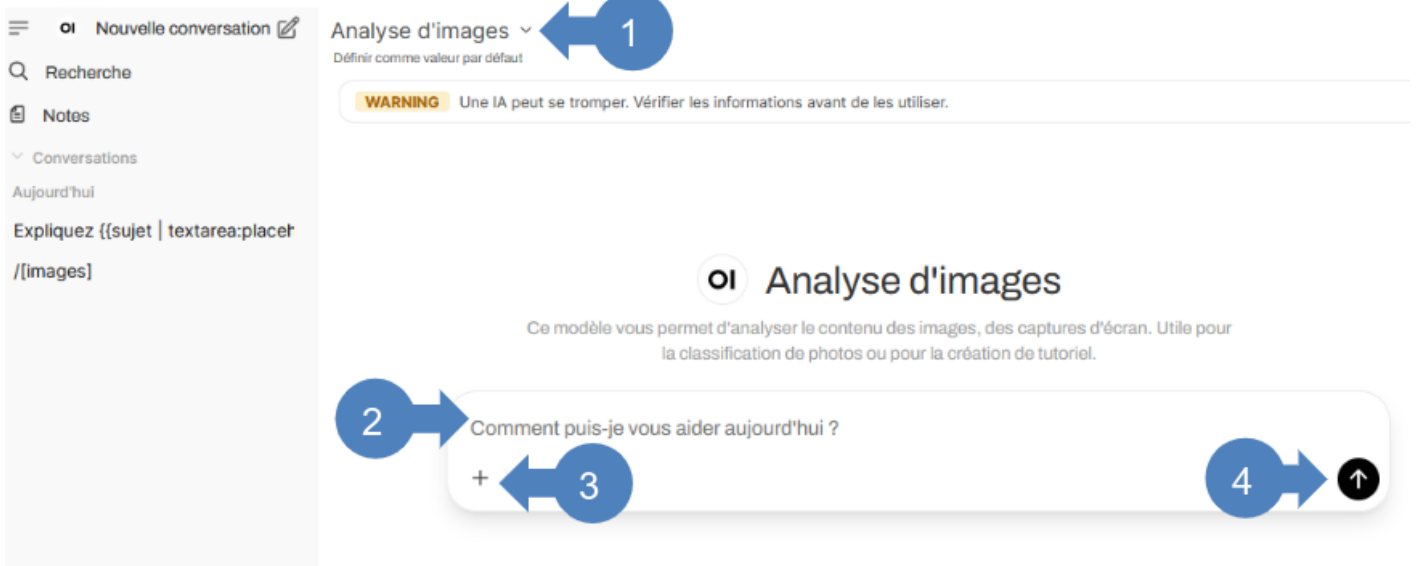 OI Nouvelle conversation
Recherche
Notes
Conversations
Aujourd'hui
Expliquez {{sujet | textarea:placeh
/[images]
Analyse d'images
1
Définir comme valeur par défaut
WARNING Une IA peut se tromper. Vérifier les informations avant de les utiliser.
OI Analyse d'images
Ce modèle vous permet d'analyser le contenu des images, des captures d'écran. Utile pour
la classification de photos ou pour la création de tutoriel.
2
Comment puis-je vous aider aujourd'hui ?
+
3
4